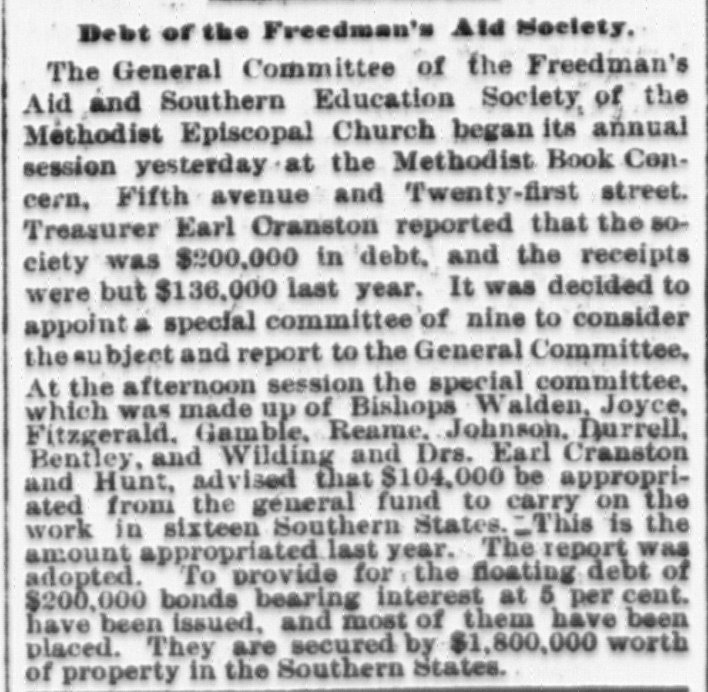 Debt of the Freedman's Aid Society.
The General Committee of the Freedman's
Aid and Southern Education Society of the
Methodist Episcopal Church began its annual
session yesterday at the Methodist Book Con-
cern, Fifth avenue and Twenty-first street.
Treasurer Earl Cranston reported that the so-
ciety was $200,000 in debt, and the receipts
were but $136,000 last year. It was decided to
appoint a special committee of nine to consider
the subject and report to the General Committee.
At the afternoon session the special committee,
which was made up of Bishops Walden, Joyce,
Fitzgerald, Gamble, Reame, Johnson, Durrell,
Bentley, and Wilding and Drs. Earl Cranston
and Hunt, advised that $104,000 be appropri-
ated from the general fund to carry on the
work in sixteen Southern States. This is the
amount appropriated last year. The report was
adopted. To provide for the floating debt of
$200,000 bonds bearing interest at 5 per cent.
have been issued, and most of them have been
placed. They are secured by $1,800,000 worth
of property in the Southern States.